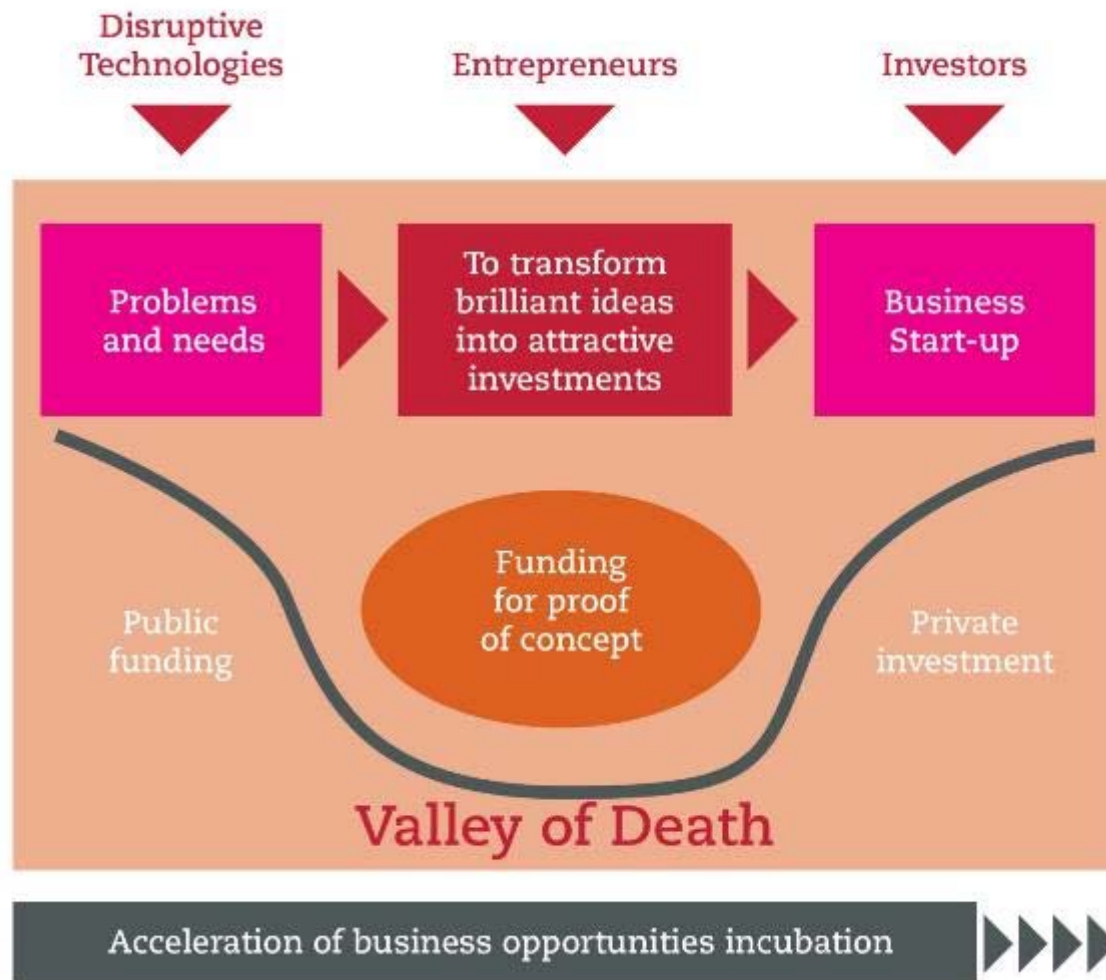 Disruptive
Technologies
Entrepreneurs
Investors
Problems
and needs
To transform
brilliant ideas
into attractive
investments
Business
Start-up
Public
funding
Funding
for proof
of concept
Private
investment
Valley of Death
Acceleration of business opportunities incubation